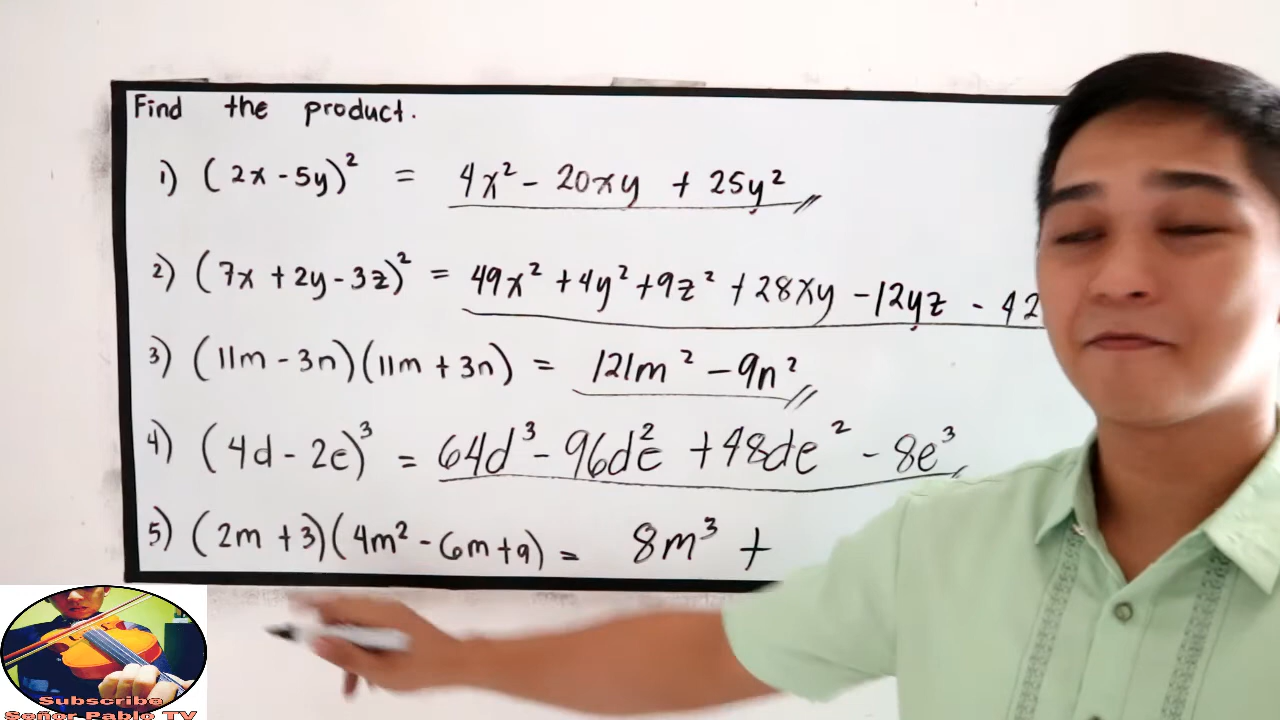 Find the product.
1) (2x - 5y)² = 4x² - 20xy + 25y²
2) (7x + 2y - 3z)² = 49x² + 4y² + 9z² + 28xy - 12yz - 42
3) (11m - 3n)(11m + 3n) = 121m² - 9n²
4) (4d - 2e)³ = 64d³ - 96d²e + 48de² - 8e³
5) (2m + 3)(4m² - 6m + 9) = 8m³ +
Subscribe
Señor Pablo TV